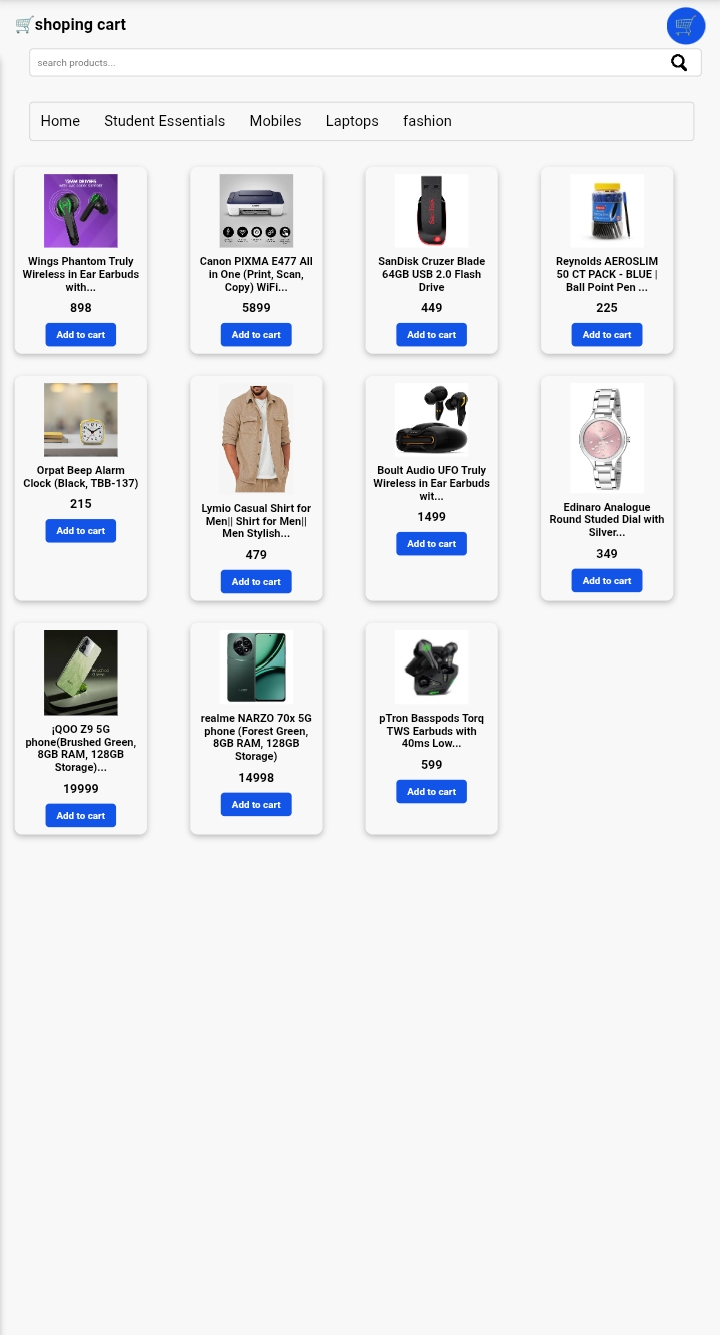 🛒shoping cart
search products...
Home Student Essentials Mobiles Laptops fashion
Wings Phantom Truly
Wireless in Ear Earbuds
with...
898
Add to cart
Canon PIXMA E477 All
in One (Print, Scan,
Copy) WiFi...
5899
Add to cart
SanDisk Cruzer Blade
64GB USB 2.0 Flash
Drive
449
Add to cart
Reynolds AEROSLIM
50 CT PACK - BLUE |
Ball Point Pen ...
225
Add to cart
Orpat Beep Alarm
Clock (Black, TBB-137)
215
Add to cart
Lymio Casual Shirt for
Men|| Shirt for Men||
Men Stylish...
479
Add to cart
Boult Audio UFO Truly
Wireless in Ear Earbuds
wit...
1499
Add to cart
Edinaro Analogue
Round Studed Dial with
Silver...
349
Add to cart
¡QOO Z9 5G
phone(Brushed Green,
8GB RAM, 128GB
Storage)...
19999
Add to cart
realme NARZO 70x 5G
phone (Forest Green,
8GB RAM, 128GB
Storage)
14998
Add to cart
pTron Basspods Torq
TWS Earbuds with
40ms Low...
599
Add to cart